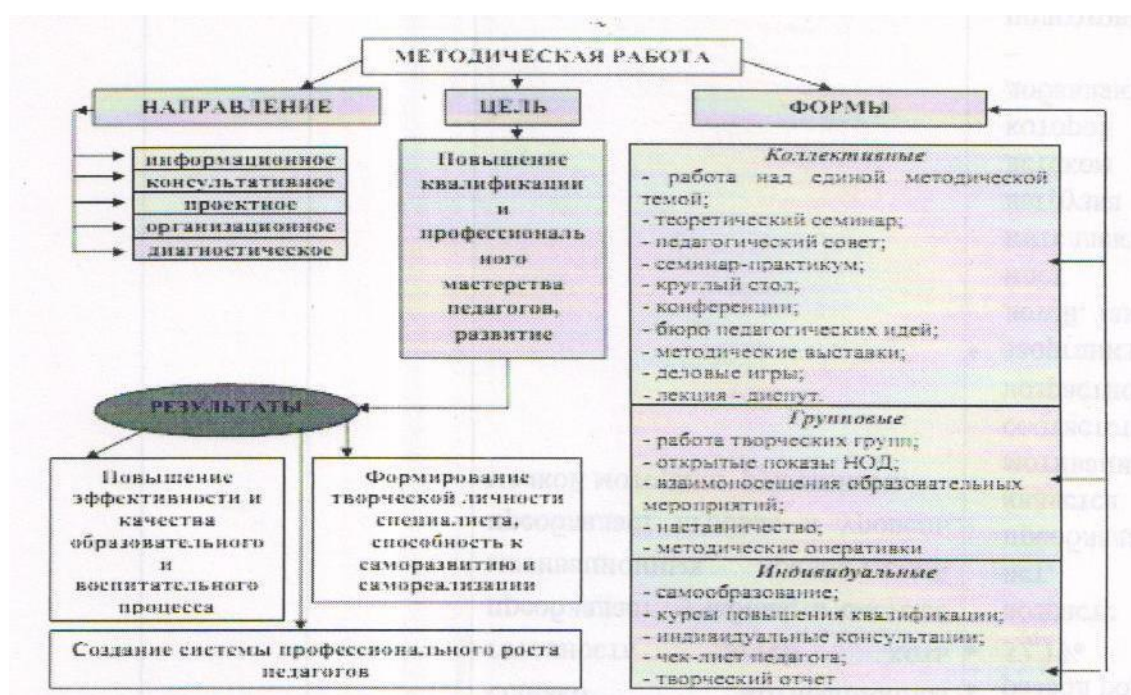 МЕТОДИЧЕСКАЯ РАБОТА
НАПРАВЛЕНИЕ
информационное
консультативное
проектное
организационное
диагностическое
ЦЕЛЬ
Повышение
квалификации
и
профессиональ
ного
мастерства
педагогов,
развитие
ФОРМЫ
Коллективные
- работа над единой методической
темой;
- теоретический семинар;
- педагогический совет;
- семинар-практикум;
- круглый стол;
- конференции;
- бюро педагогических идей;
- методические выставки;
- деловые игры;
- лекция - диспут.
Групповые
- работа творческих групп;
- открытые показы НОД;
- взаимопосещения образовательных
мероприятий;
- наставничество;
- методические оперативки
Индивидуальные
- самообразование;
- курсы повышения квалификации;
- индивидуальные консультации;
- чек-лист педагога;
- творческий отчет
РЕЗУЛЬТАТЫ
Повышение
эффективности и
качества
образовательного
и
воспитательного
процесса
Формирование
творческой личности
специалиста,
способность к
саморазвитию и
самореализации
Создание системы профессионального роста
педагогов